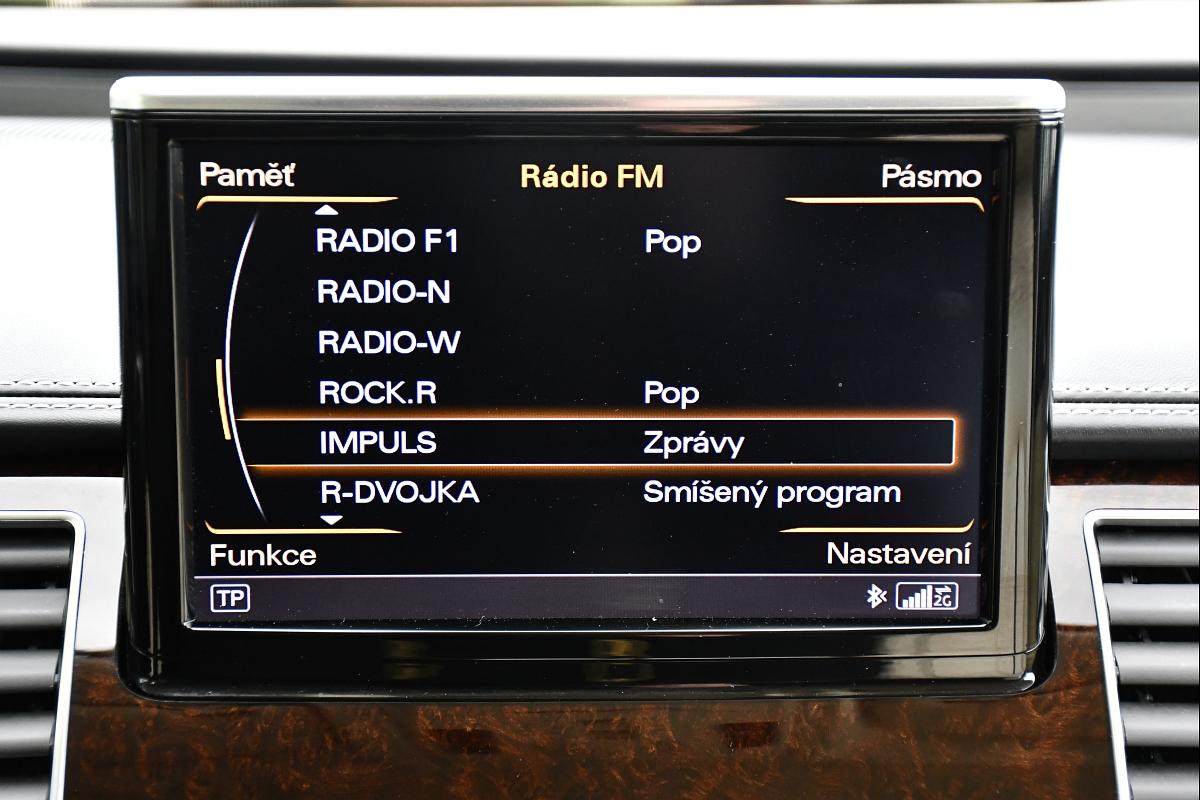 Paměť Rádio FM Pásmo
RADIO F1 Pop
RADIO-N
RADIO-W
ROCK.R Pop
IMPULS Zprávy
R-DVOJKA Smíšený program
Funkce Nastavení
TP 2G